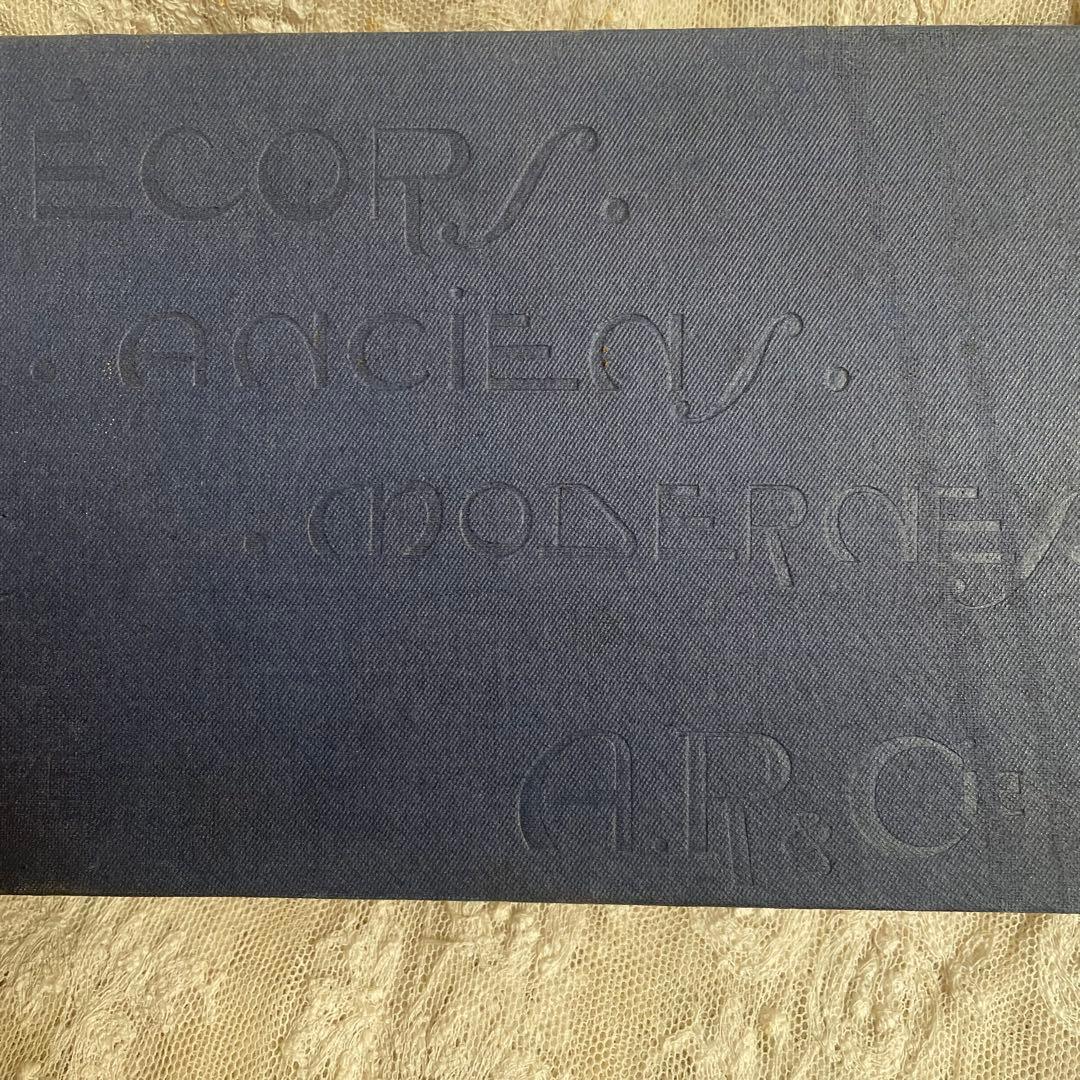 ÉCORS.
. ANCIENS.
. MODERNES.
A.R & Cie